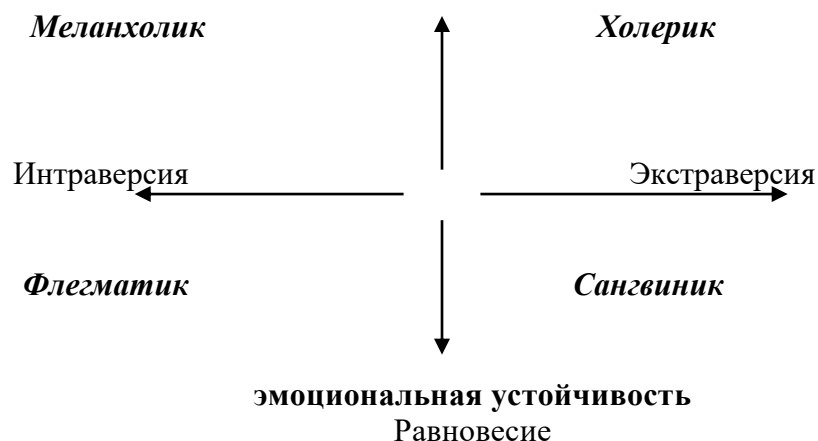 Меланхолик Холерик
Интраверсия Экстраверсия
Флегматик Сангвиник
эмоциональная устойчивость
Равновесие